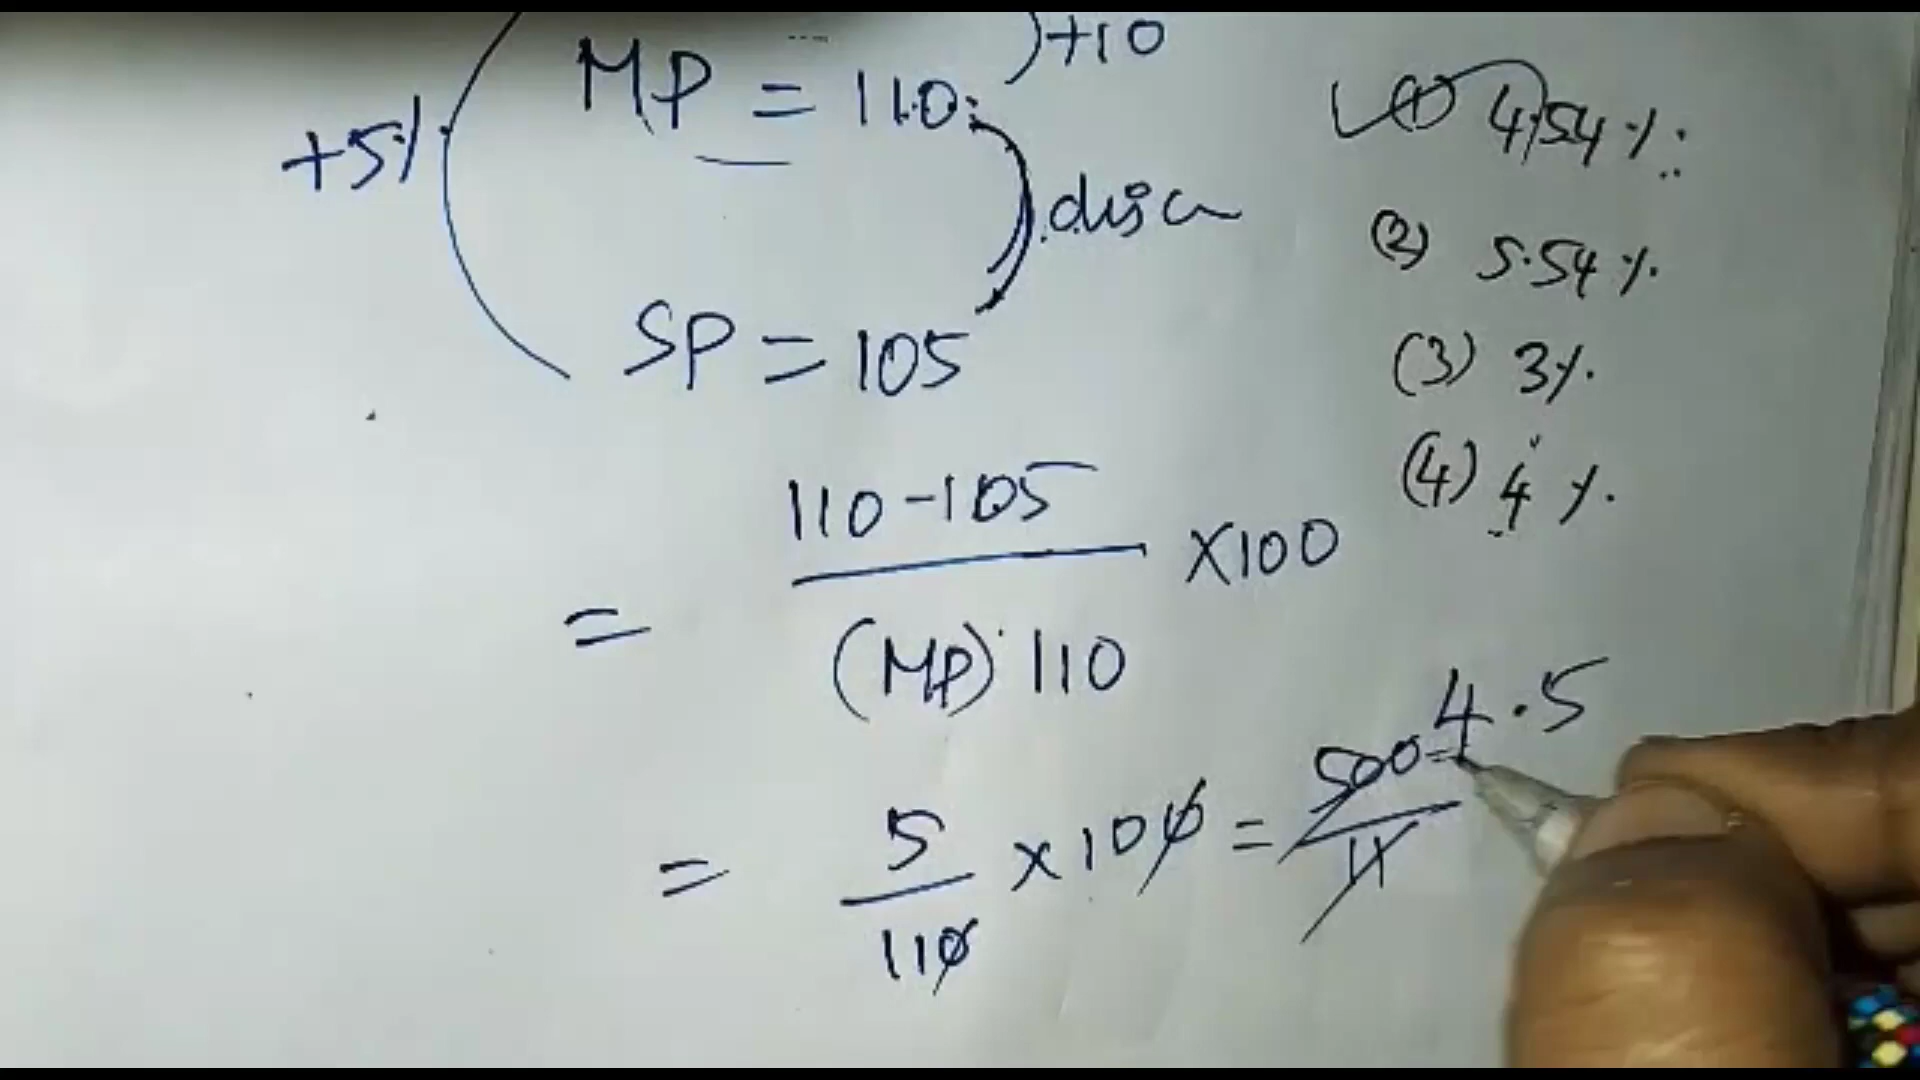 +10
MP = 110
+5%
disc
SP = 105
(1) 4.54%
(2) 5.54%
(3) 3%
(4) 4%
110-105
= ×100
(MP) 110
4.5
= 5/110 × 100 = 500/11 =